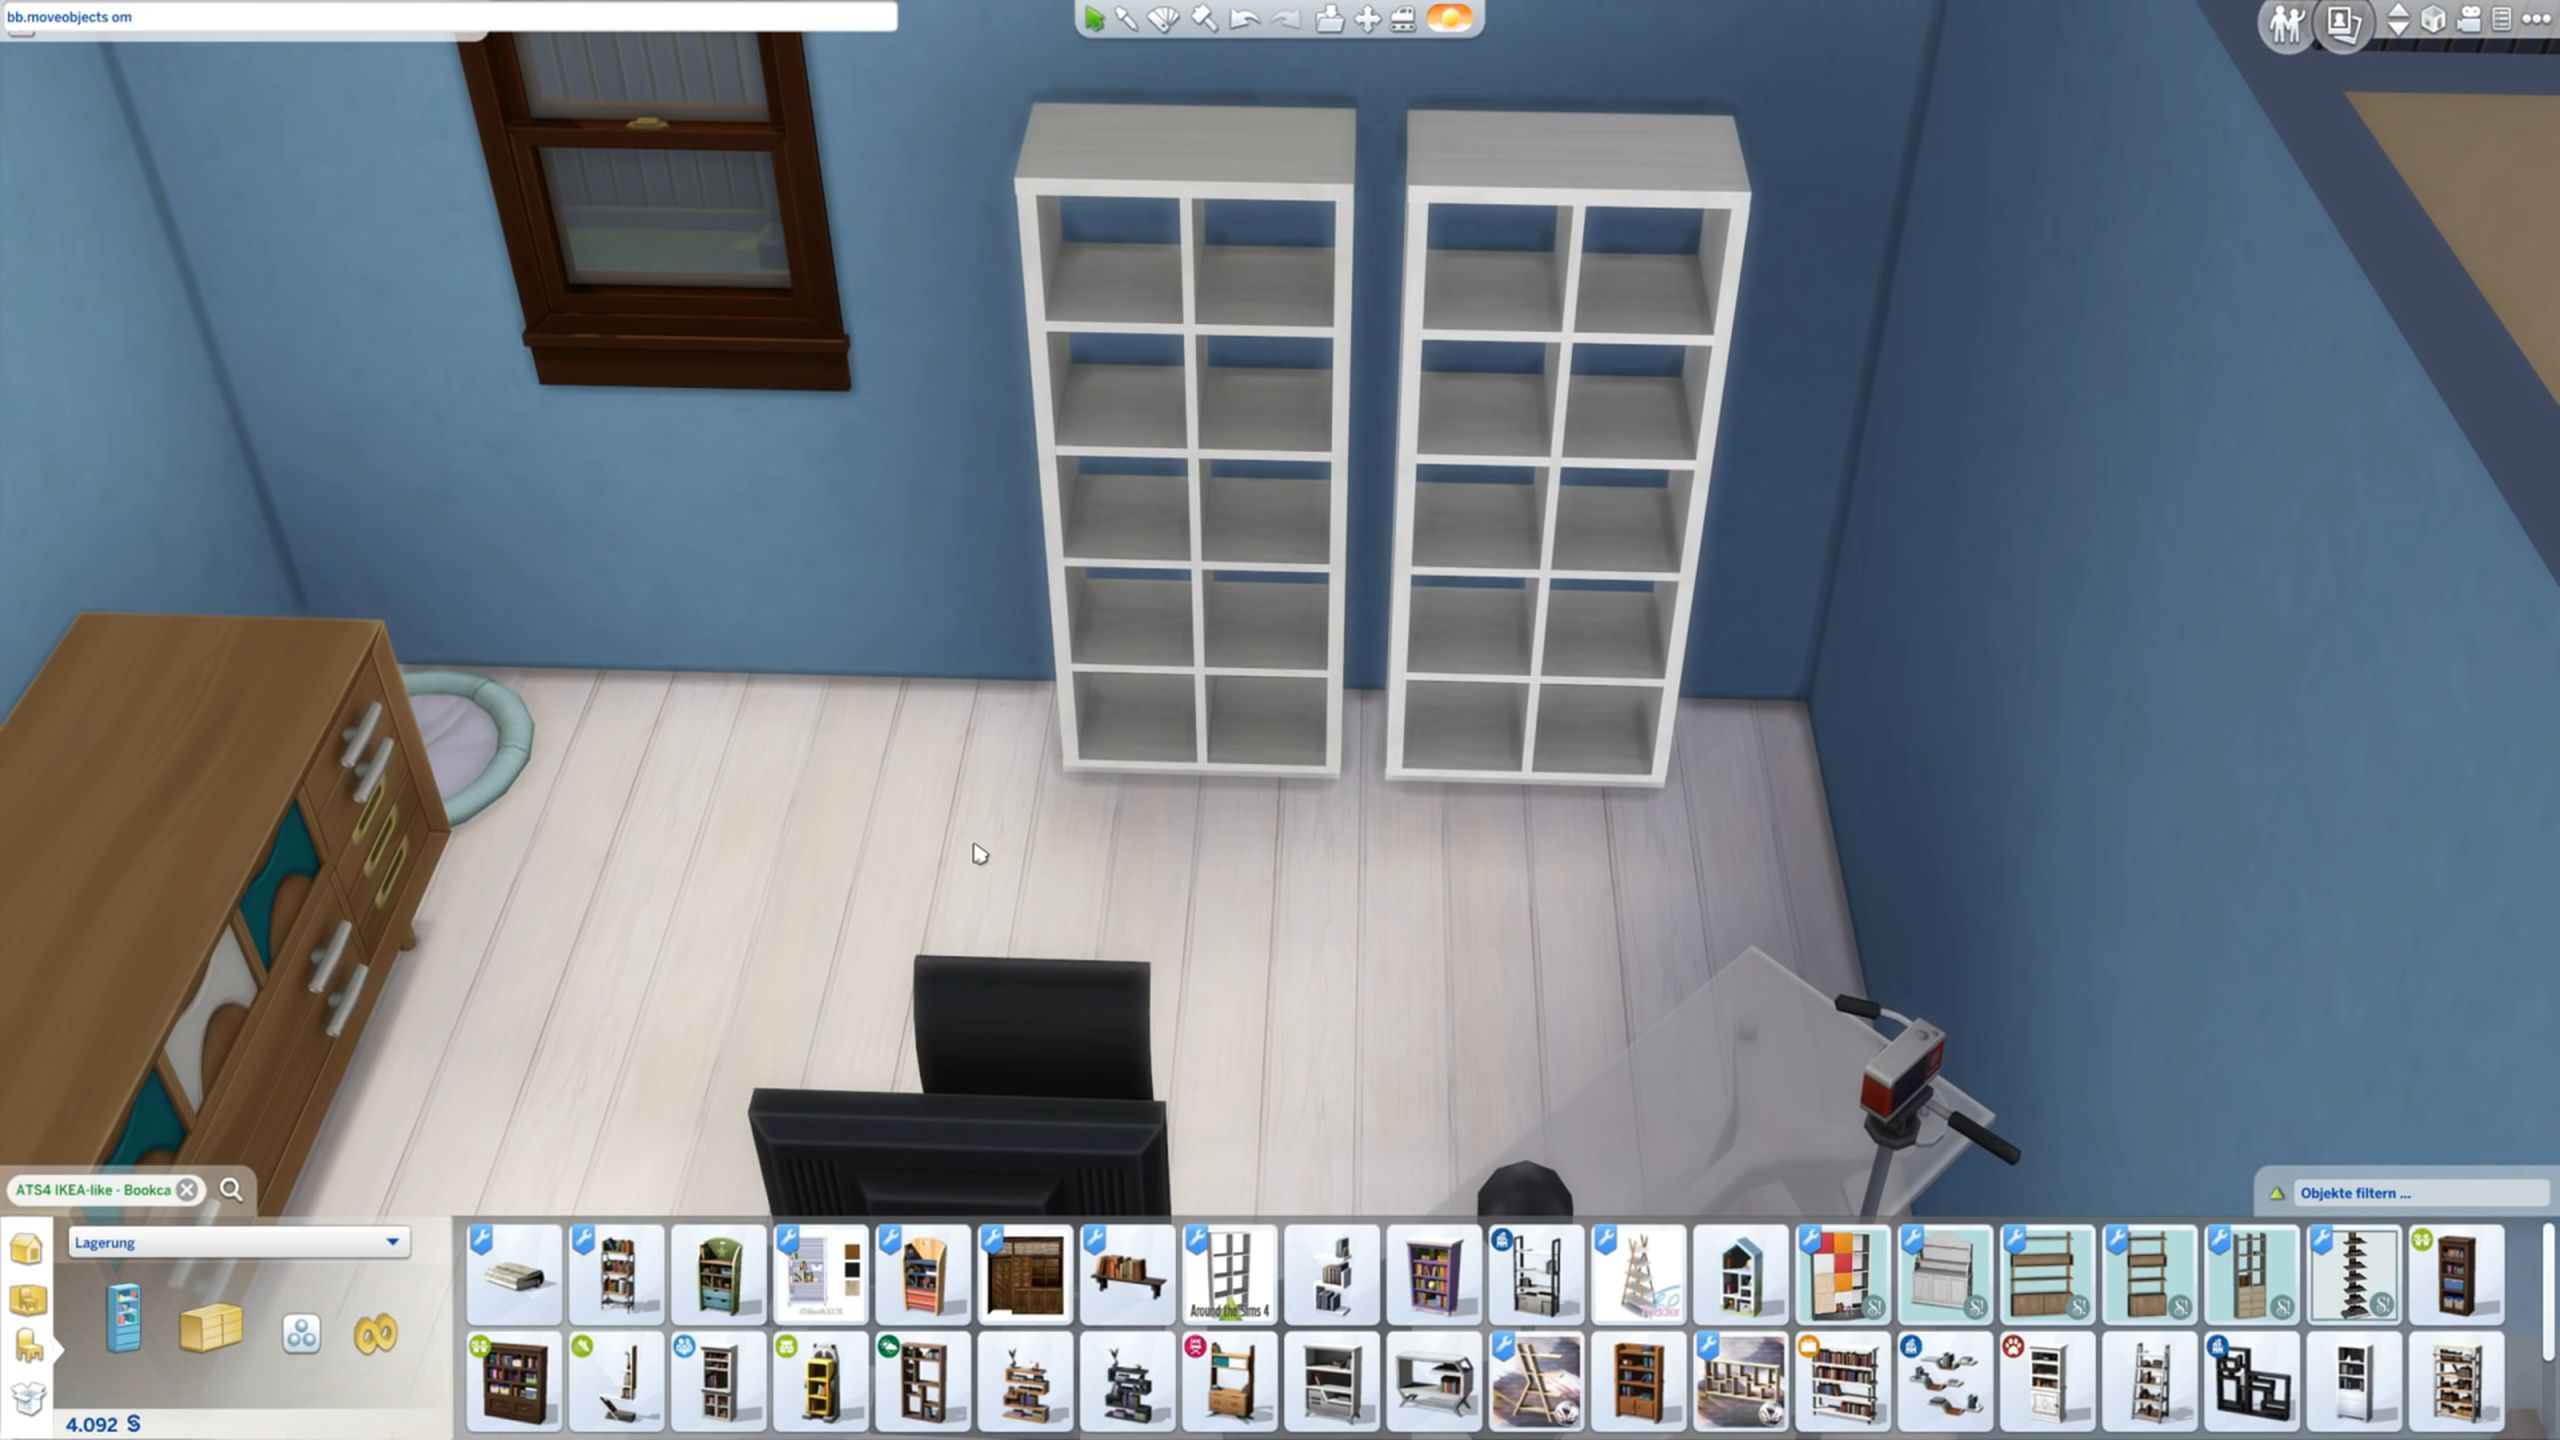 bb.moveobjects om
ATS4 IKEA-like - Bookca
Objekte filtern ...
Lagerung
Around the Sims 4
4.092 §